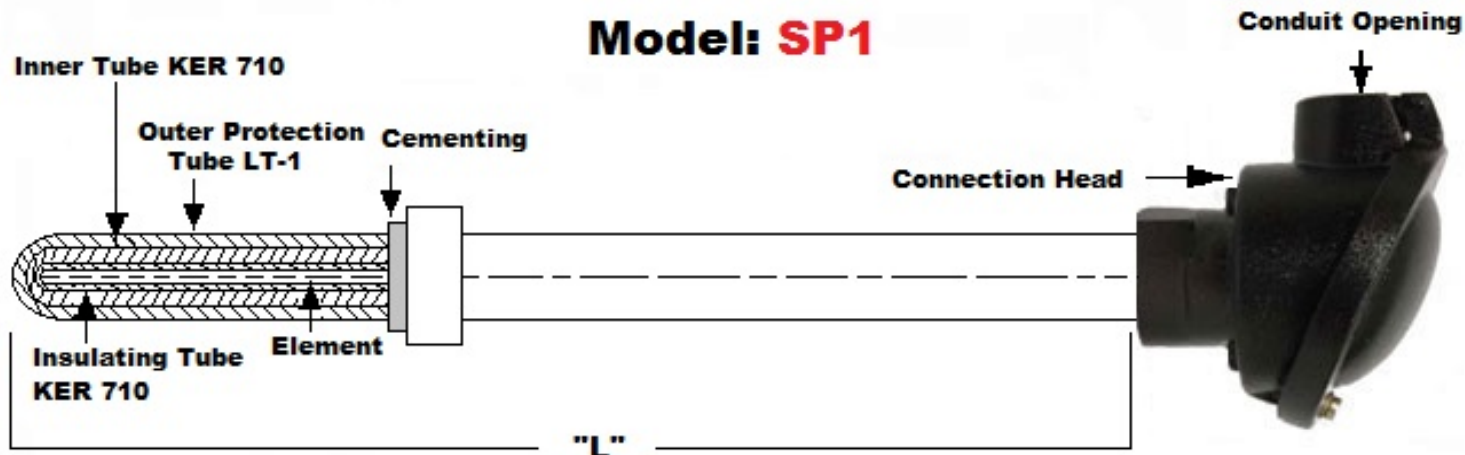 Model: SP1
Conduit Opening
Inner Tube KER 710
Outer Protection
Tube LT-1
Cementing
Connection Head
Insulating Tube
KER 710
Element
"L"